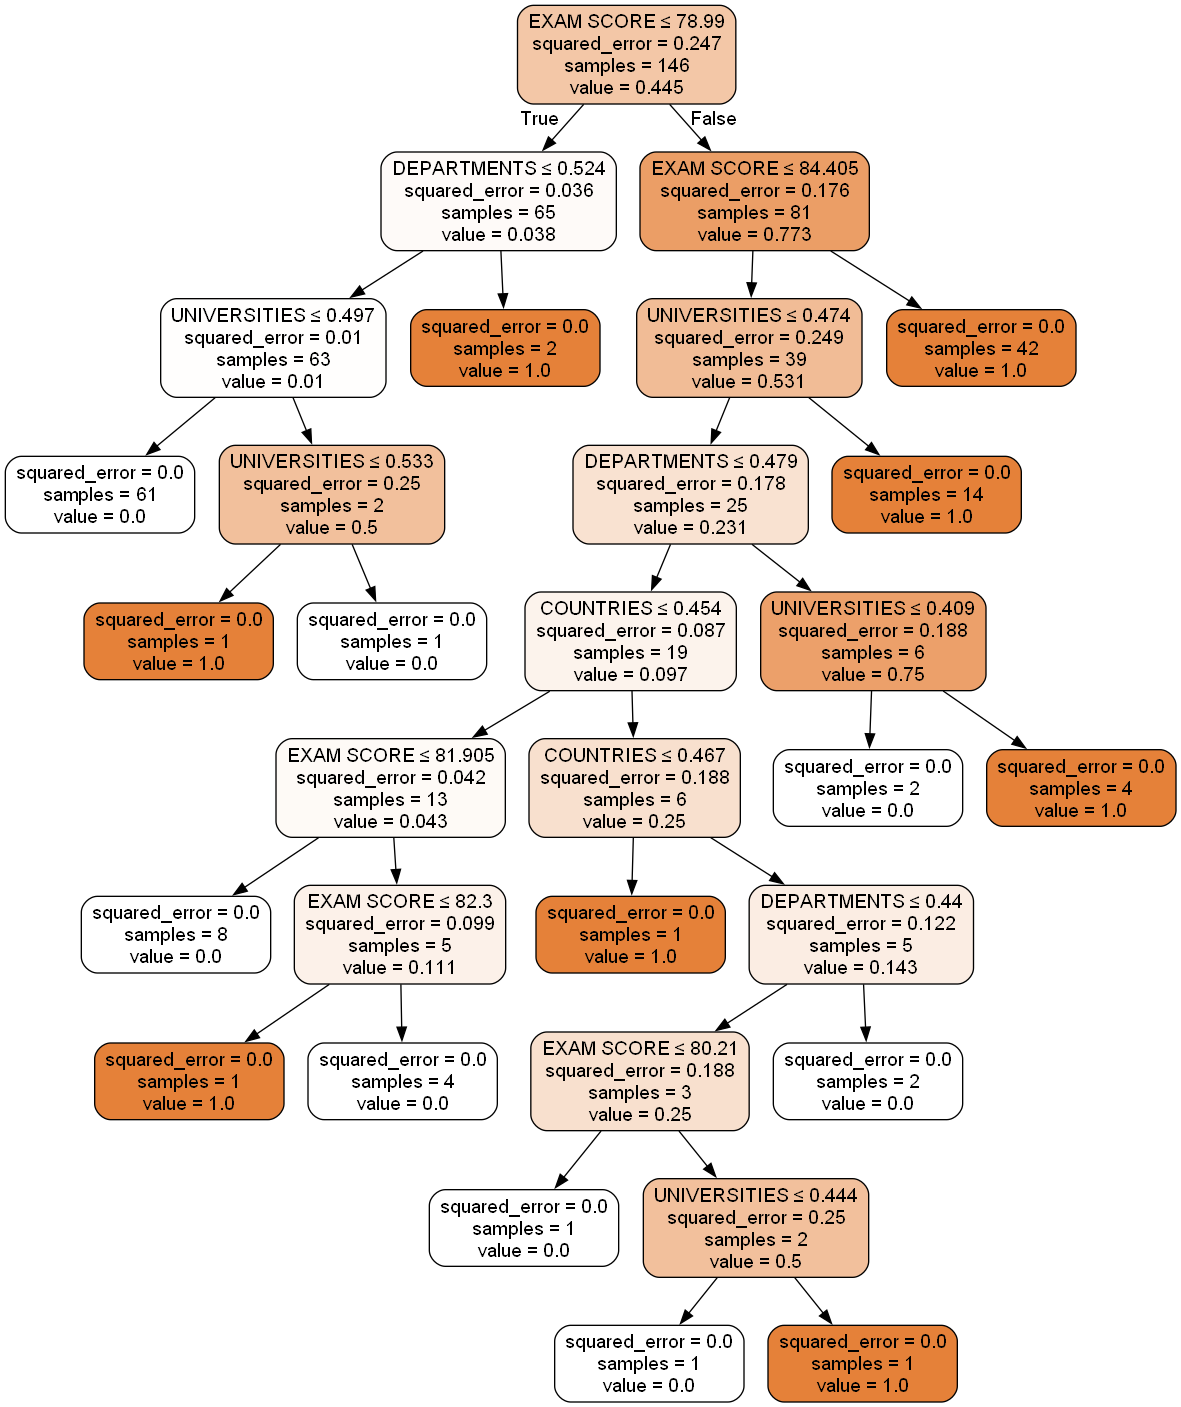 EXAM SCORE ≤ 78.99
squared_error = 0.247
samples = 146
value = 0.445
True
False
DEPARTMENTS ≤ 0.524
squared_error = 0.036
samples = 65
value = 0.038
EXAM SCORE ≤ 84.405
squared_error = 0.176
samples = 81
value = 0.773
UNIVERSITIES ≤ 0.497
squared_error = 0.01
samples = 63
value = 0.01
squared_error = 0.0
samples = 2
value = 1.0
UNIVERSITIES ≤ 0.474
squared_error = 0.249
samples = 39
value = 0.531
squared_error = 0.0
samples = 42
value = 1.0
squared_error = 0.0
samples = 61
value = 0.0
UNIVERSITIES ≤ 0.533
squared_error = 0.25
samples = 2
value = 0.5
DEPARTMENTS ≤ 0.479
squared_error = 0.178
samples = 25
value = 0.231
squared_error = 0.0
samples = 14
value = 1.0
squared_error = 0.0
samples = 1
value = 1.0
squared_error = 0.0
samples = 1
value = 0.0
COUNTRIES ≤ 0.454
squared_error = 0.087
samples = 19
value = 0.097
UNIVERSITIES ≤ 0.409
squared_error = 0.188
samples = 6
value = 0.75
EXAM SCORE ≤ 81.905
squared_error = 0.042
samples = 13
value = 0.043
COUNTRIES ≤ 0.467
squared_error = 0.188
samples = 6
value = 0.25
squared_error = 0.0
samples = 2
value = 0.0
squared_error = 0.0
samples = 4
value = 1.0
squared_error = 0.0
samples = 8
value = 0.0
EXAM SCORE ≤ 82.3
squared_error = 0.099
samples = 5
value = 0.111
squared_error = 0.0
samples = 1
value = 1.0
DEPARTMENTS ≤ 0.44
squared_error = 0.122
samples = 5
value = 0.143
squared_error = 0.0
samples = 1
value = 1.0
squared_error = 0.0
samples = 4
value = 0.0
EXAM SCORE ≤ 80.21
squared_error = 0.188
samples = 3
value = 0.25
squared_error = 0.0
samples = 2
value = 0.0
squared_error = 0.0
samples = 1
value = 0.0
UNIVERSITIES ≤ 0.444
squared_error = 0.25
samples = 2
value = 0.5
squared_error = 0.0
samples = 1
value = 0.0
squared_error = 0.0
samples = 1
value = 1.0